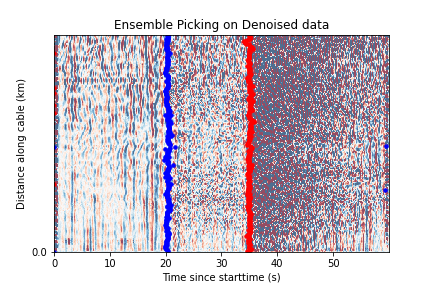 Ensemble Picking on Denoised data
Distance along cable (km)
0.0
0 10 20 30 40 50
Time since starttime (s)